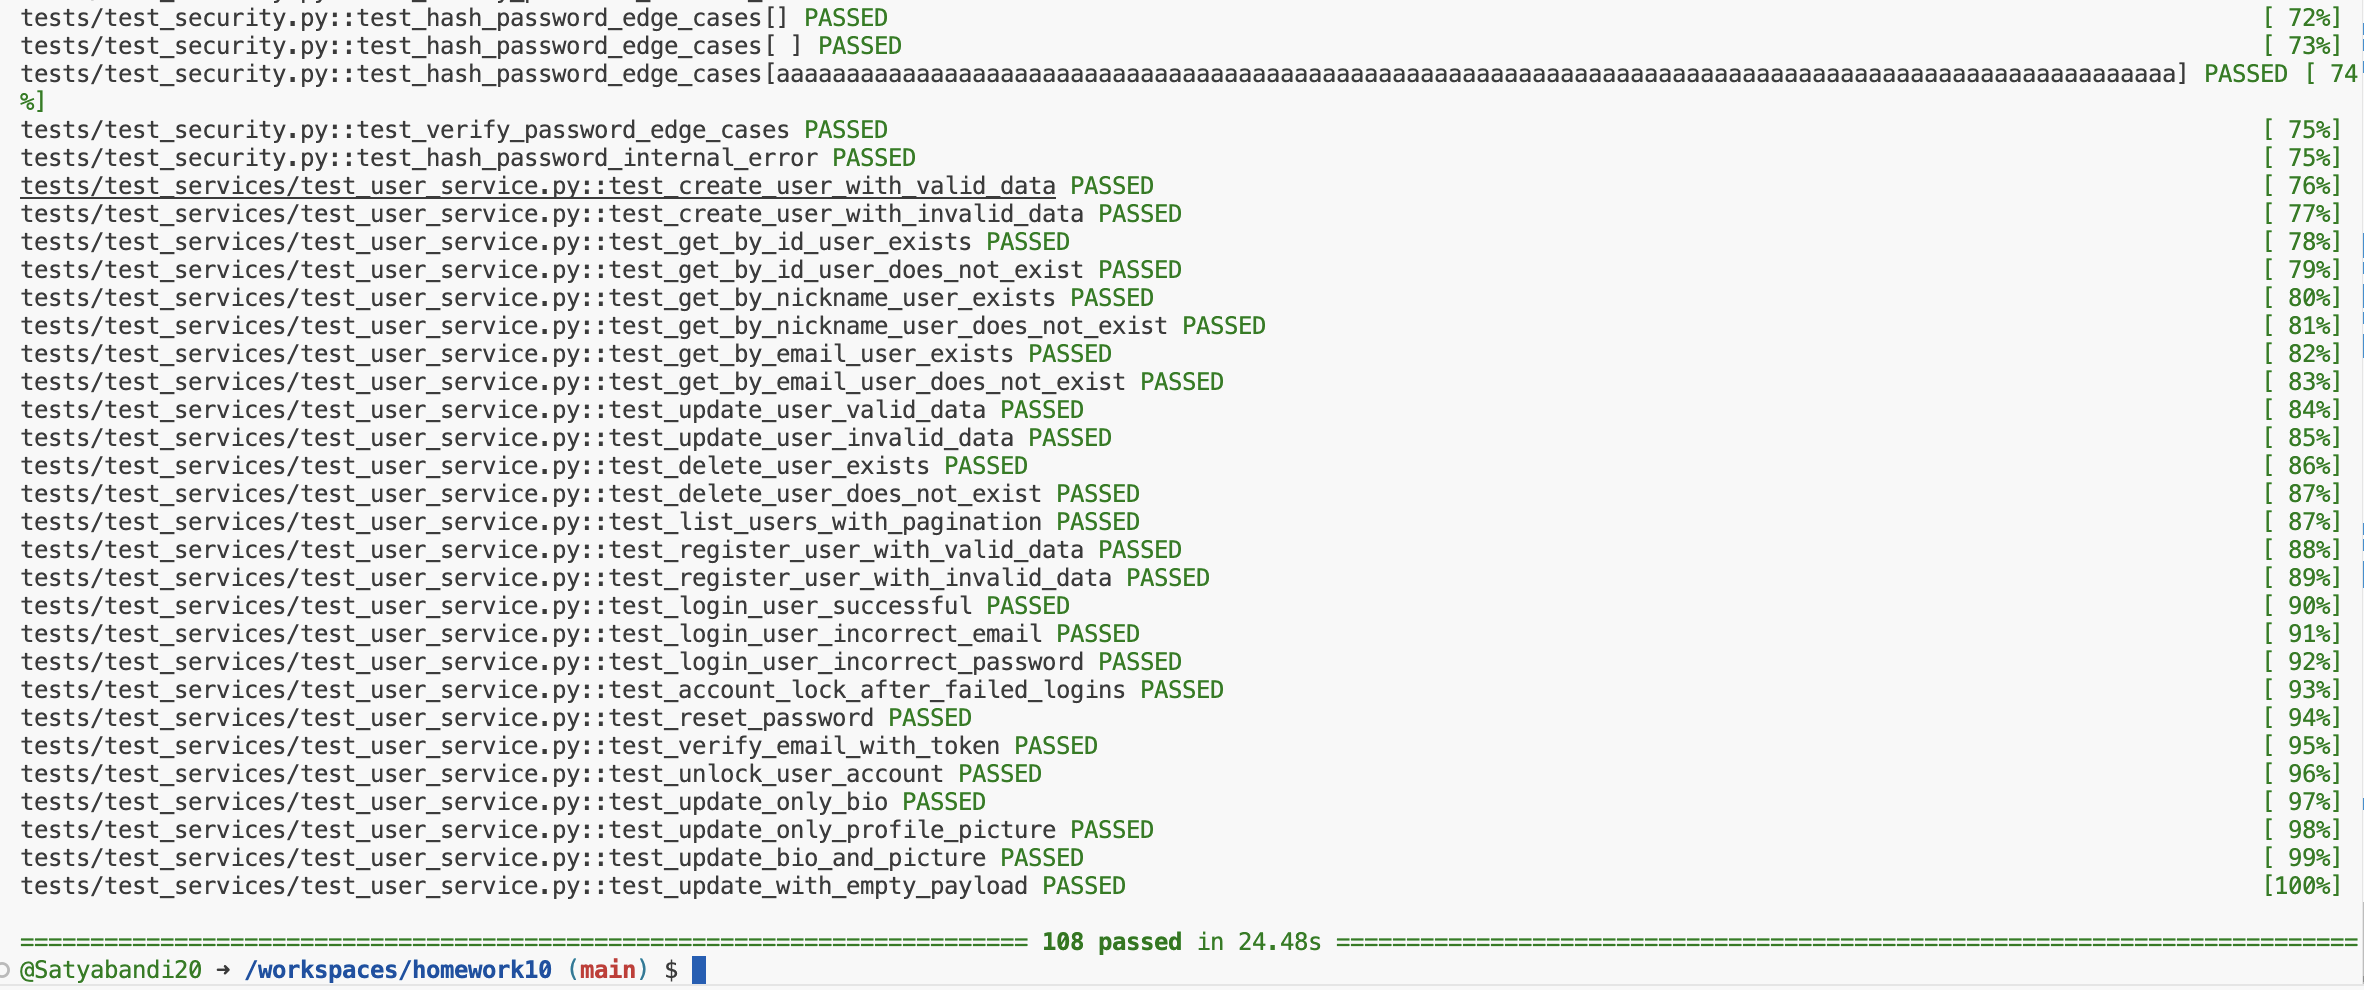 tests/test_security.py::test_hash_password_edge_cases[] PASSED [ 72%]
tests/test_security.py::test_hash_password_edge_cases[ ] PASSED [ 73%]
tests/test_security.py::test_hash_password_edge_cases[aaaaaaaaaaaaaaaaaaaaaaaaaaaaaaaaaaaaaaaaaaaaaaaaaaaaaaaaaaaaaaaaaaaaaaaaaaaaaaaaaaaaaaaaaaaaaaaaaaaa] PASSED [ 74
%]
tests/test_security.py::test_verify_password_edge_cases PASSED [ 75%]
tests/test_security.py::test_hash_password_internal_error PASSED [ 75%]
tests/test_services/test_user_service.py::test_create_user_with_valid_data PASSED [ 76%]
tests/test_services/test_user_service.py::test_create_user_with_invalid_data PASSED [ 77%]
tests/test_services/test_user_service.py::test_get_by_id_user_exists PASSED [ 78%]
tests/test_services/test_user_service.py::test_get_by_id_user_does_not_exist PASSED [ 79%]
tests/test_services/test_user_service.py::test_get_by_nickname_user_exists PASSED [ 80%]
tests/test_services/test_user_service.py::test_get_by_nickname_user_does_not_exist PASSED [ 81%]
tests/test_services/test_user_service.py::test_get_by_email_user_exists PASSED [ 82%]
tests/test_services/test_user_service.py::test_get_by_email_user_does_not_exist PASSED [ 83%]
tests/test_services/test_user_service.py::test_update_user_valid_data PASSED [ 84%]
tests/test_services/test_user_service.py::test_update_user_invalid_data PASSED [ 85%]
tests/test_services/test_user_service.py::test_delete_user_exists PASSED [ 86%]
tests/test_services/test_user_service.py::test_delete_user_does_not_exist PASSED [ 87%]
tests/test_services/test_user_service.py::test_list_users_with_pagination PASSED [ 87%]
tests/test_services/test_user_service.py::test_register_user_with_valid_data PASSED [ 88%]
tests/test_services/test_user_service.py::test_register_user_with_invalid_data PASSED [ 89%]
tests/test_services/test_user_service.py::test_login_user_successful PASSED [ 90%]
tests/test_services/test_user_service.py::test_login_user_incorrect_email PASSED [ 91%]
tests/test_services/test_user_service.py::test_login_user_incorrect_password PASSED [ 92%]
tests/test_services/test_user_service.py::test_account_lock_after_failed_logins PASSED [ 93%]
tests/test_services/test_user_service.py::test_reset_password PASSED [ 94%]
tests/test_services/test_user_service.py::test_verify_email_with_token PASSED [ 95%]
tests/test_services/test_user_service.py::test_unlock_user_account PASSED [ 96%]
tests/test_services/test_user_service.py::test_update_only_bio PASSED [ 97%]
tests/test_services/test_user_service.py::test_update_only_profile_picture PASSED [ 98%]
tests/test_services/test_user_service.py::test_update_bio_and_picture PASSED [ 99%]
tests/test_services/test_user_service.py::test_update_with_empty_payload PASSED [100%]
======================================================================== 108 passed in 24.48s =========================================================================
@Satyabandi20 ➜ /workspaces/homework10 (main) $